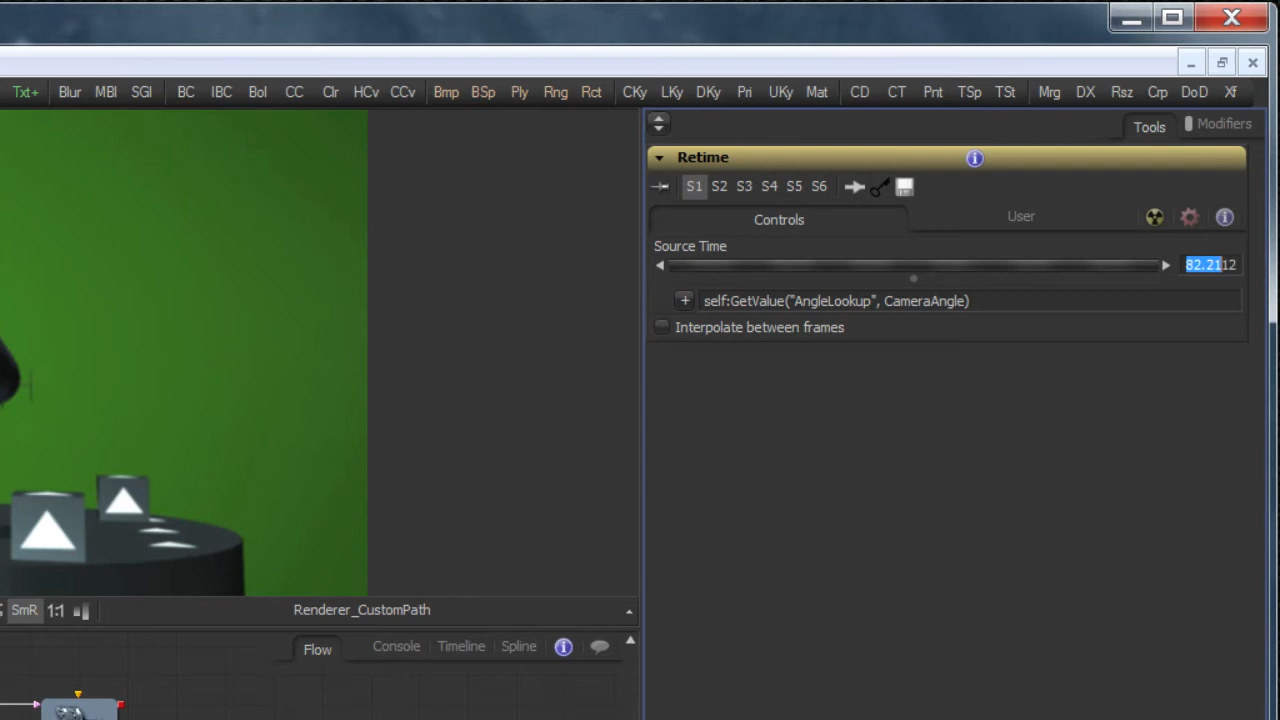 Txt+ Blur MBl SGl BC IBC Bol CC Clr HCv CCv Bmp BSp Ply Rng Rct CKy LKy DKy Pri UKy Mat CD CT Pnt TSp TSt Mrg DX Rsz Crp DoD Xf
Tools Modifiers
Retime
S1 S2 S3 S4 S5 S6
Controls User
Source Time
82.2112
self:GetValue("AngleLookup", CameraAngle)
Interpolate between frames
SmR 1:1 Renderer_CustomPath
Flow Console Timeline Spline